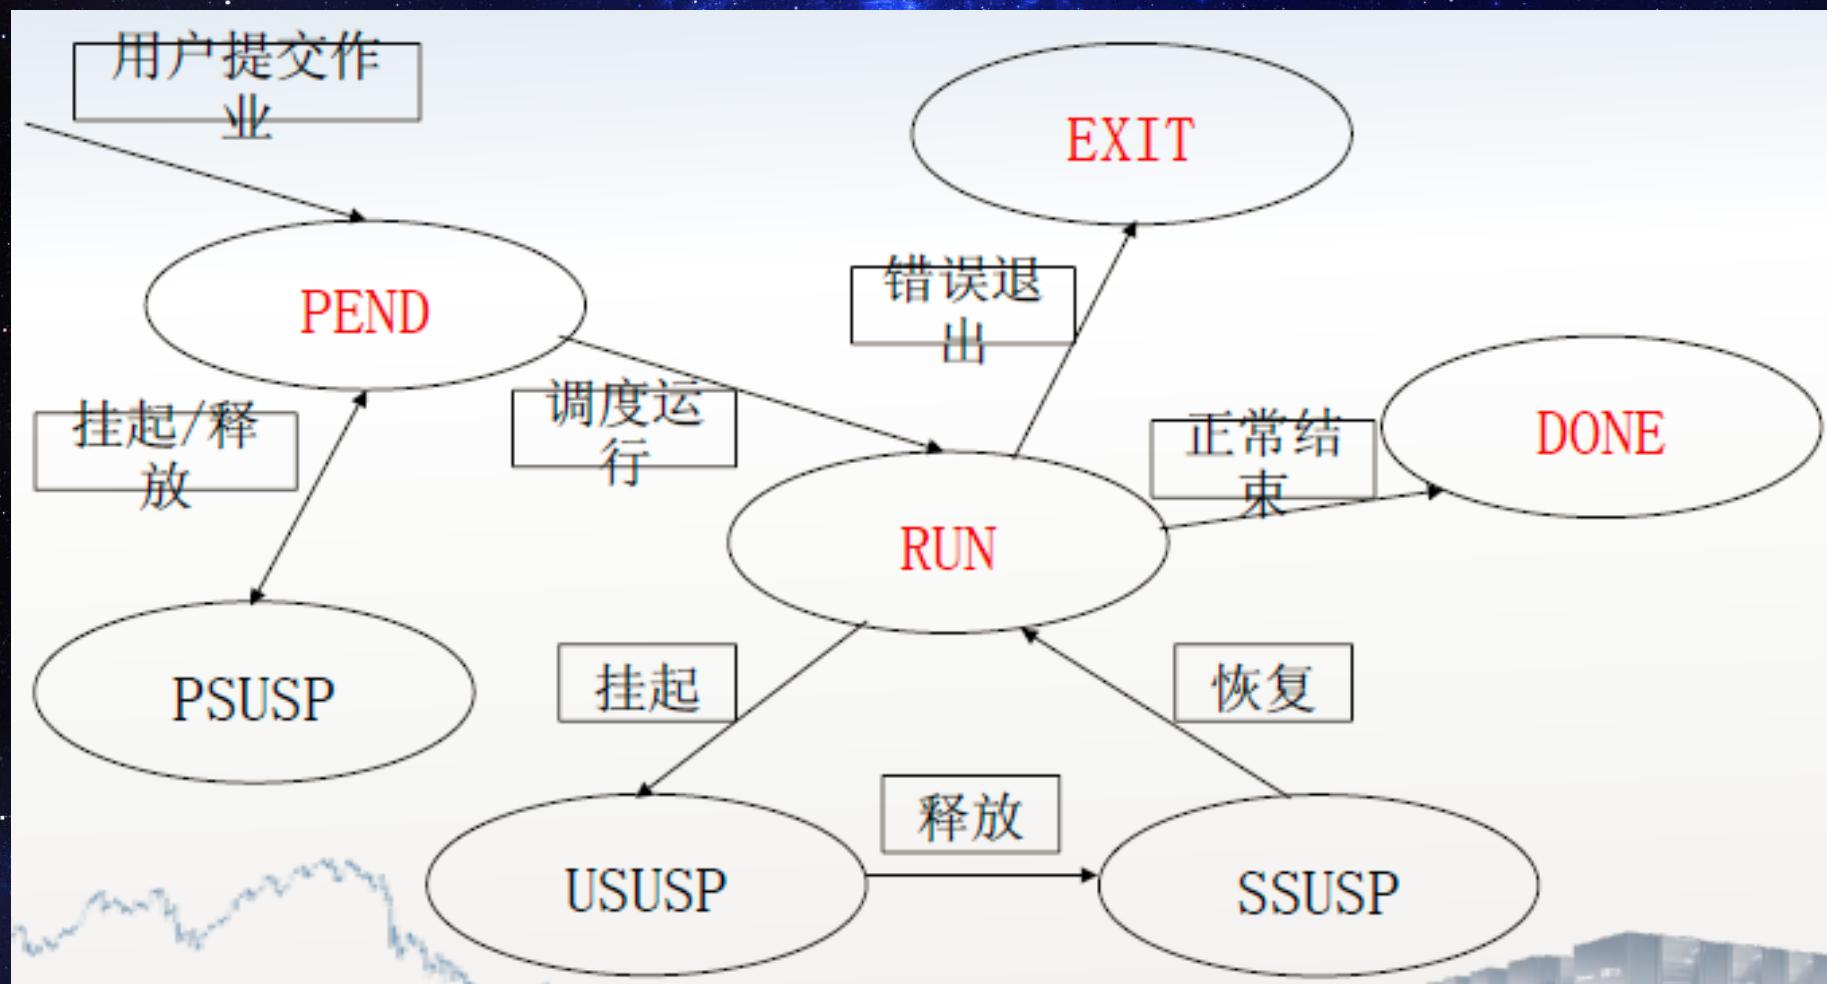 用户提交作
业
EXIT
错误退
出
PEND
调度运
行
挂起/释
放
正常结
束
DONE
RUN
PSUSP
挂起
恢复
释放
USUSP
SSUSP